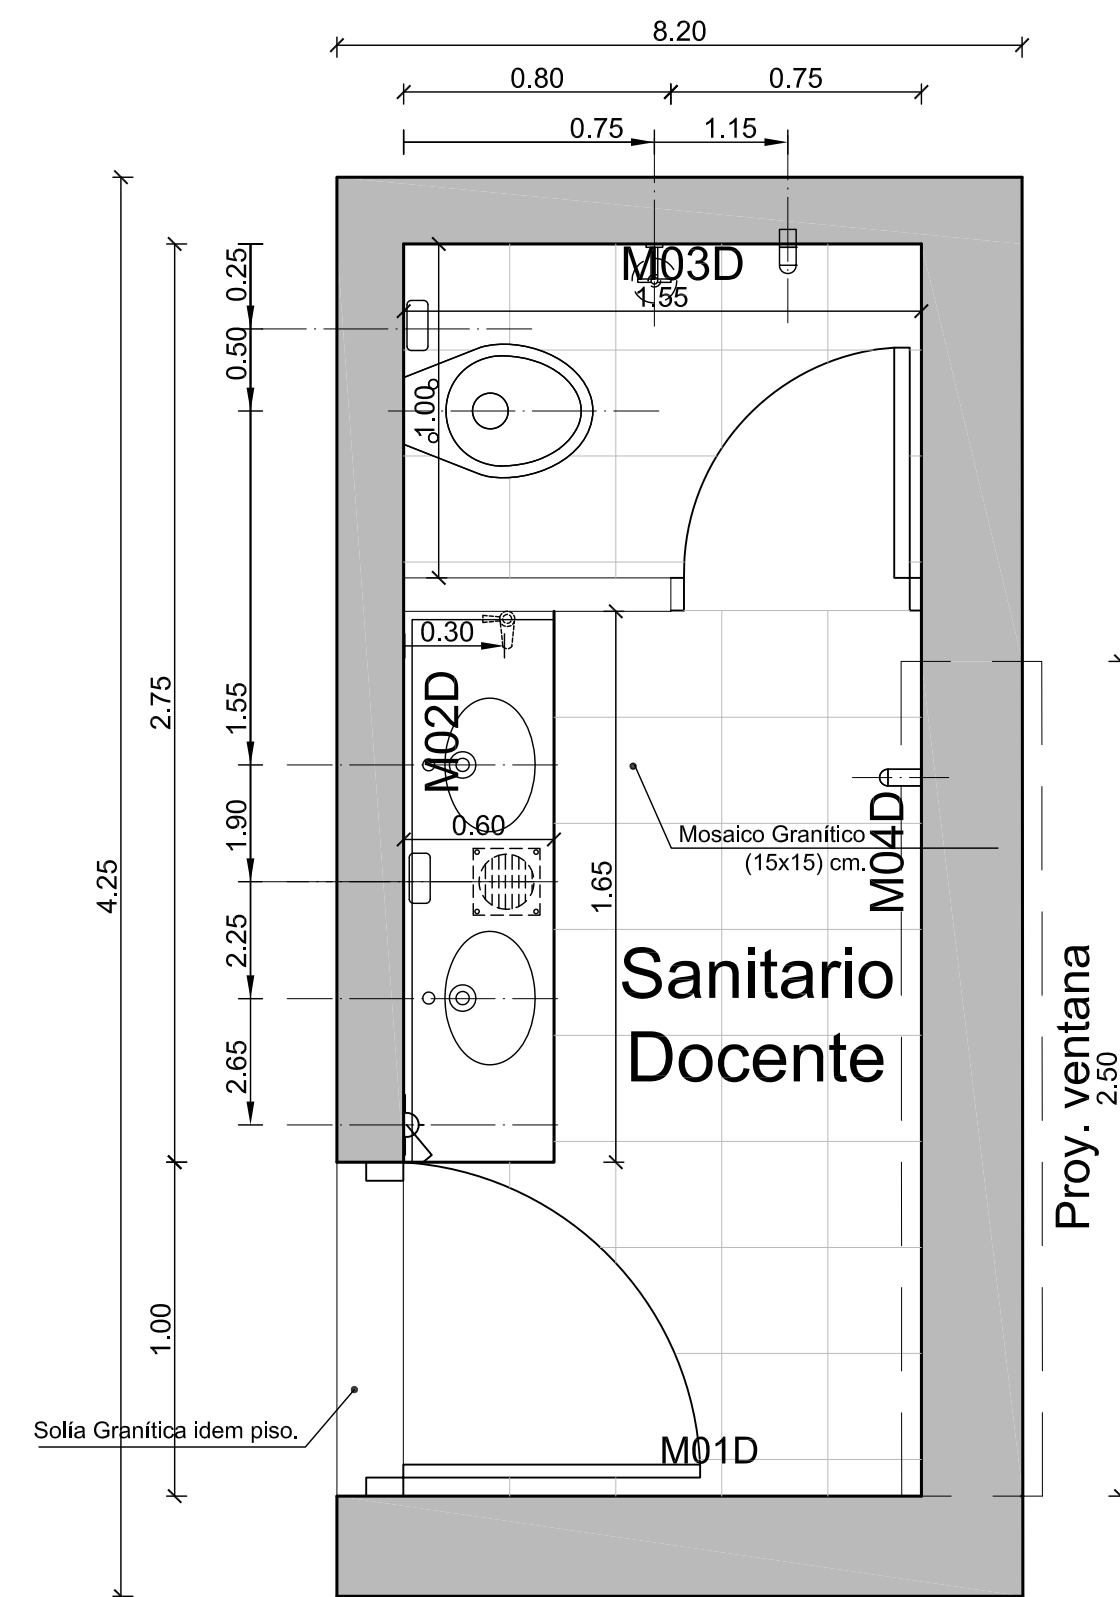 8.20
0.80
0.75
0.75
1.15
M03D
1.55
0.25
0.50
1.00
0.30
2.75
1.55
M02D
0.60
1.90
Mosaico Granítico
(15x15) cm.
M04D
4.25
1.65
2.25
Sanitario
Docente
2.65
Proy. ventana
2.50
1.00
Solía Granítica idem piso.
M01D